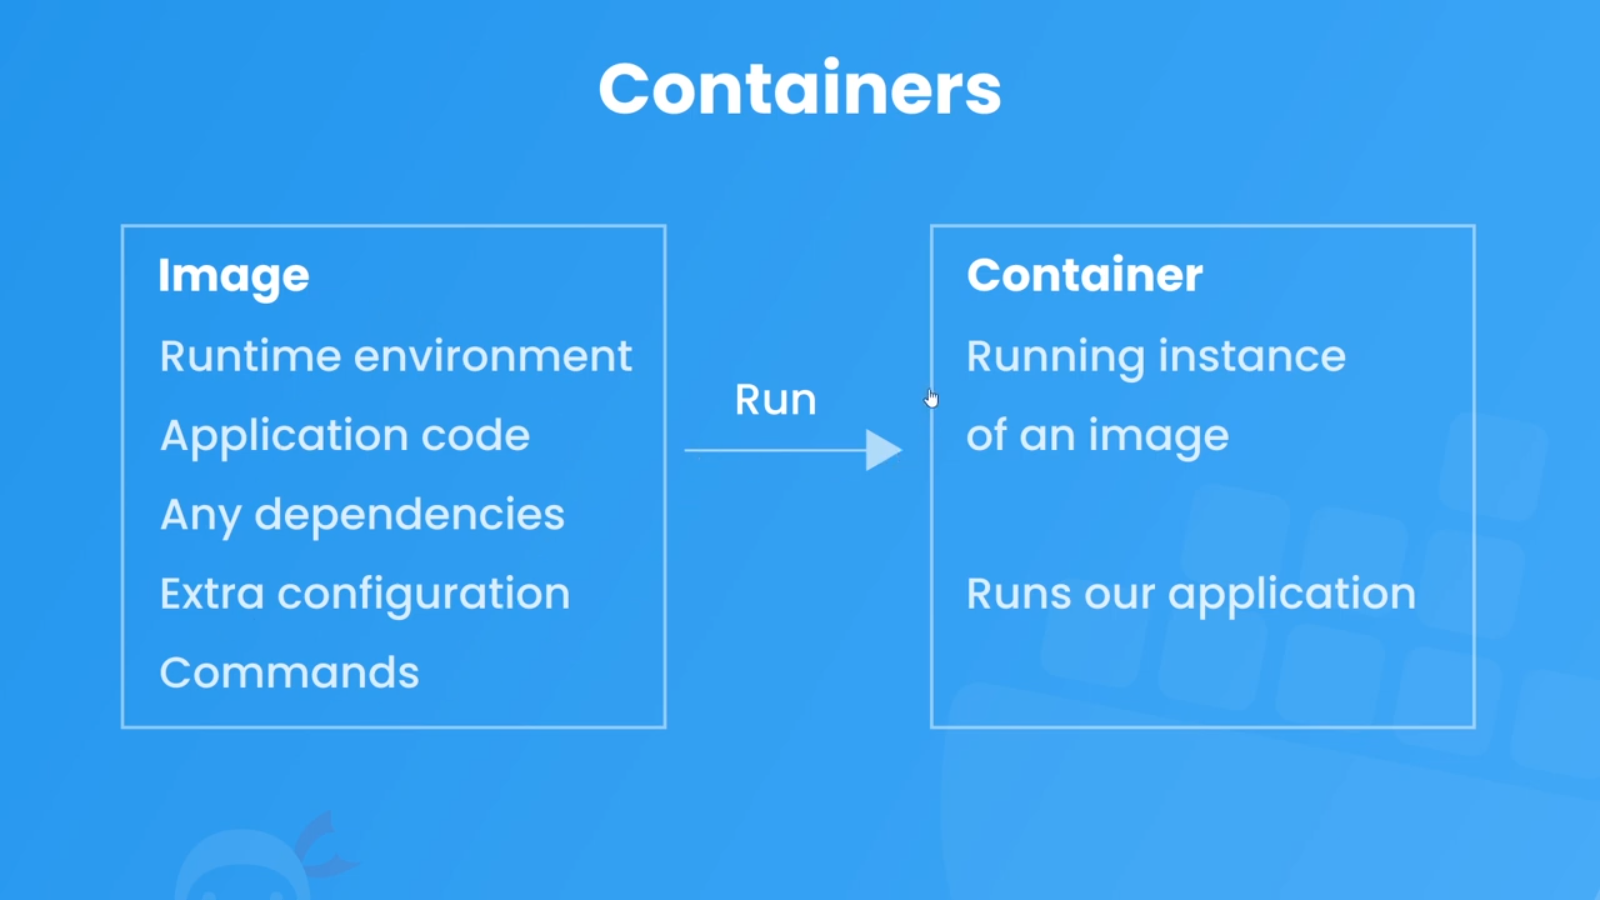 Containers
Image
Runtime environment
Application code
Any dependencies
Extra configuration
Commands
Run
Container
Running instance
of an image
Runs our application